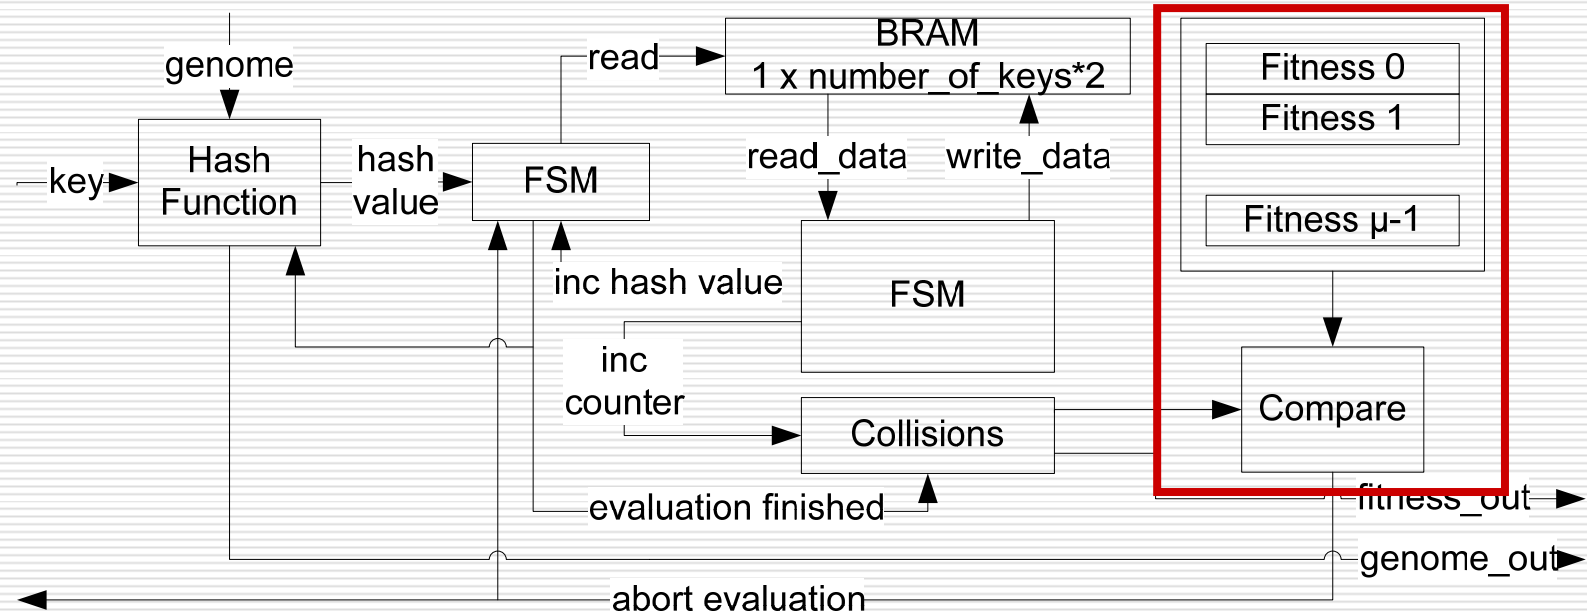 genome
key
Hash
Function
hash
value
FSM
read
BRAM
1 x number_of_keys*2
read_data
write_data
inc hash value
FSM
inc
counter
Collisions
evaluation finished
Fitness 0
Fitness 1
Fitness µ-1
Compare
fitness_out
genome_out
abort evaluation